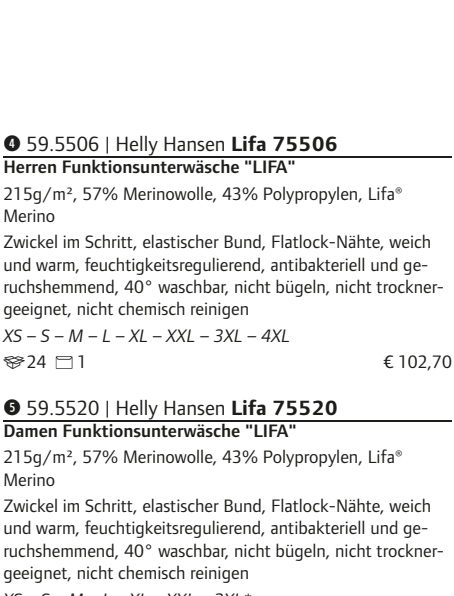 ❹ 59.5506 | Helly Hansen Lifa 75506
Herren Funktionsunterwäsche "LIFA"
215g/m², 57% Merinowolle, 43% Polypropylen, Lifa®
Merino
Zwickel im Schritt, elastischer Bund, Flatlock-Nähte, weich
und warm, feuchtigkeitsregulierend, antibakteriell und ge-
ruchshemmend, 40° waschbar, nicht bügeln, nicht trockner-
geeignet, nicht chemisch reinigen
XS – S – M – L – XL – XXL – 3XL – 4XL
24 1 € 102,70
❺ 59.5520 | Helly Hansen Lifa 75520
Damen Funktionsunterwäsche "LIFA"
215g/m², 57% Merinowolle, 43% Polypropylen, Lifa®
Merino
Zwickel im Schritt, elastischer Bund, Flatlock-Nähte, weich
und warm, feuchtigkeitsregulierend, antibakteriell und ge-
ruchshemmend, 40° waschbar, nicht bügeln, nicht trockner-
geeignet, nicht chemisch reinigen